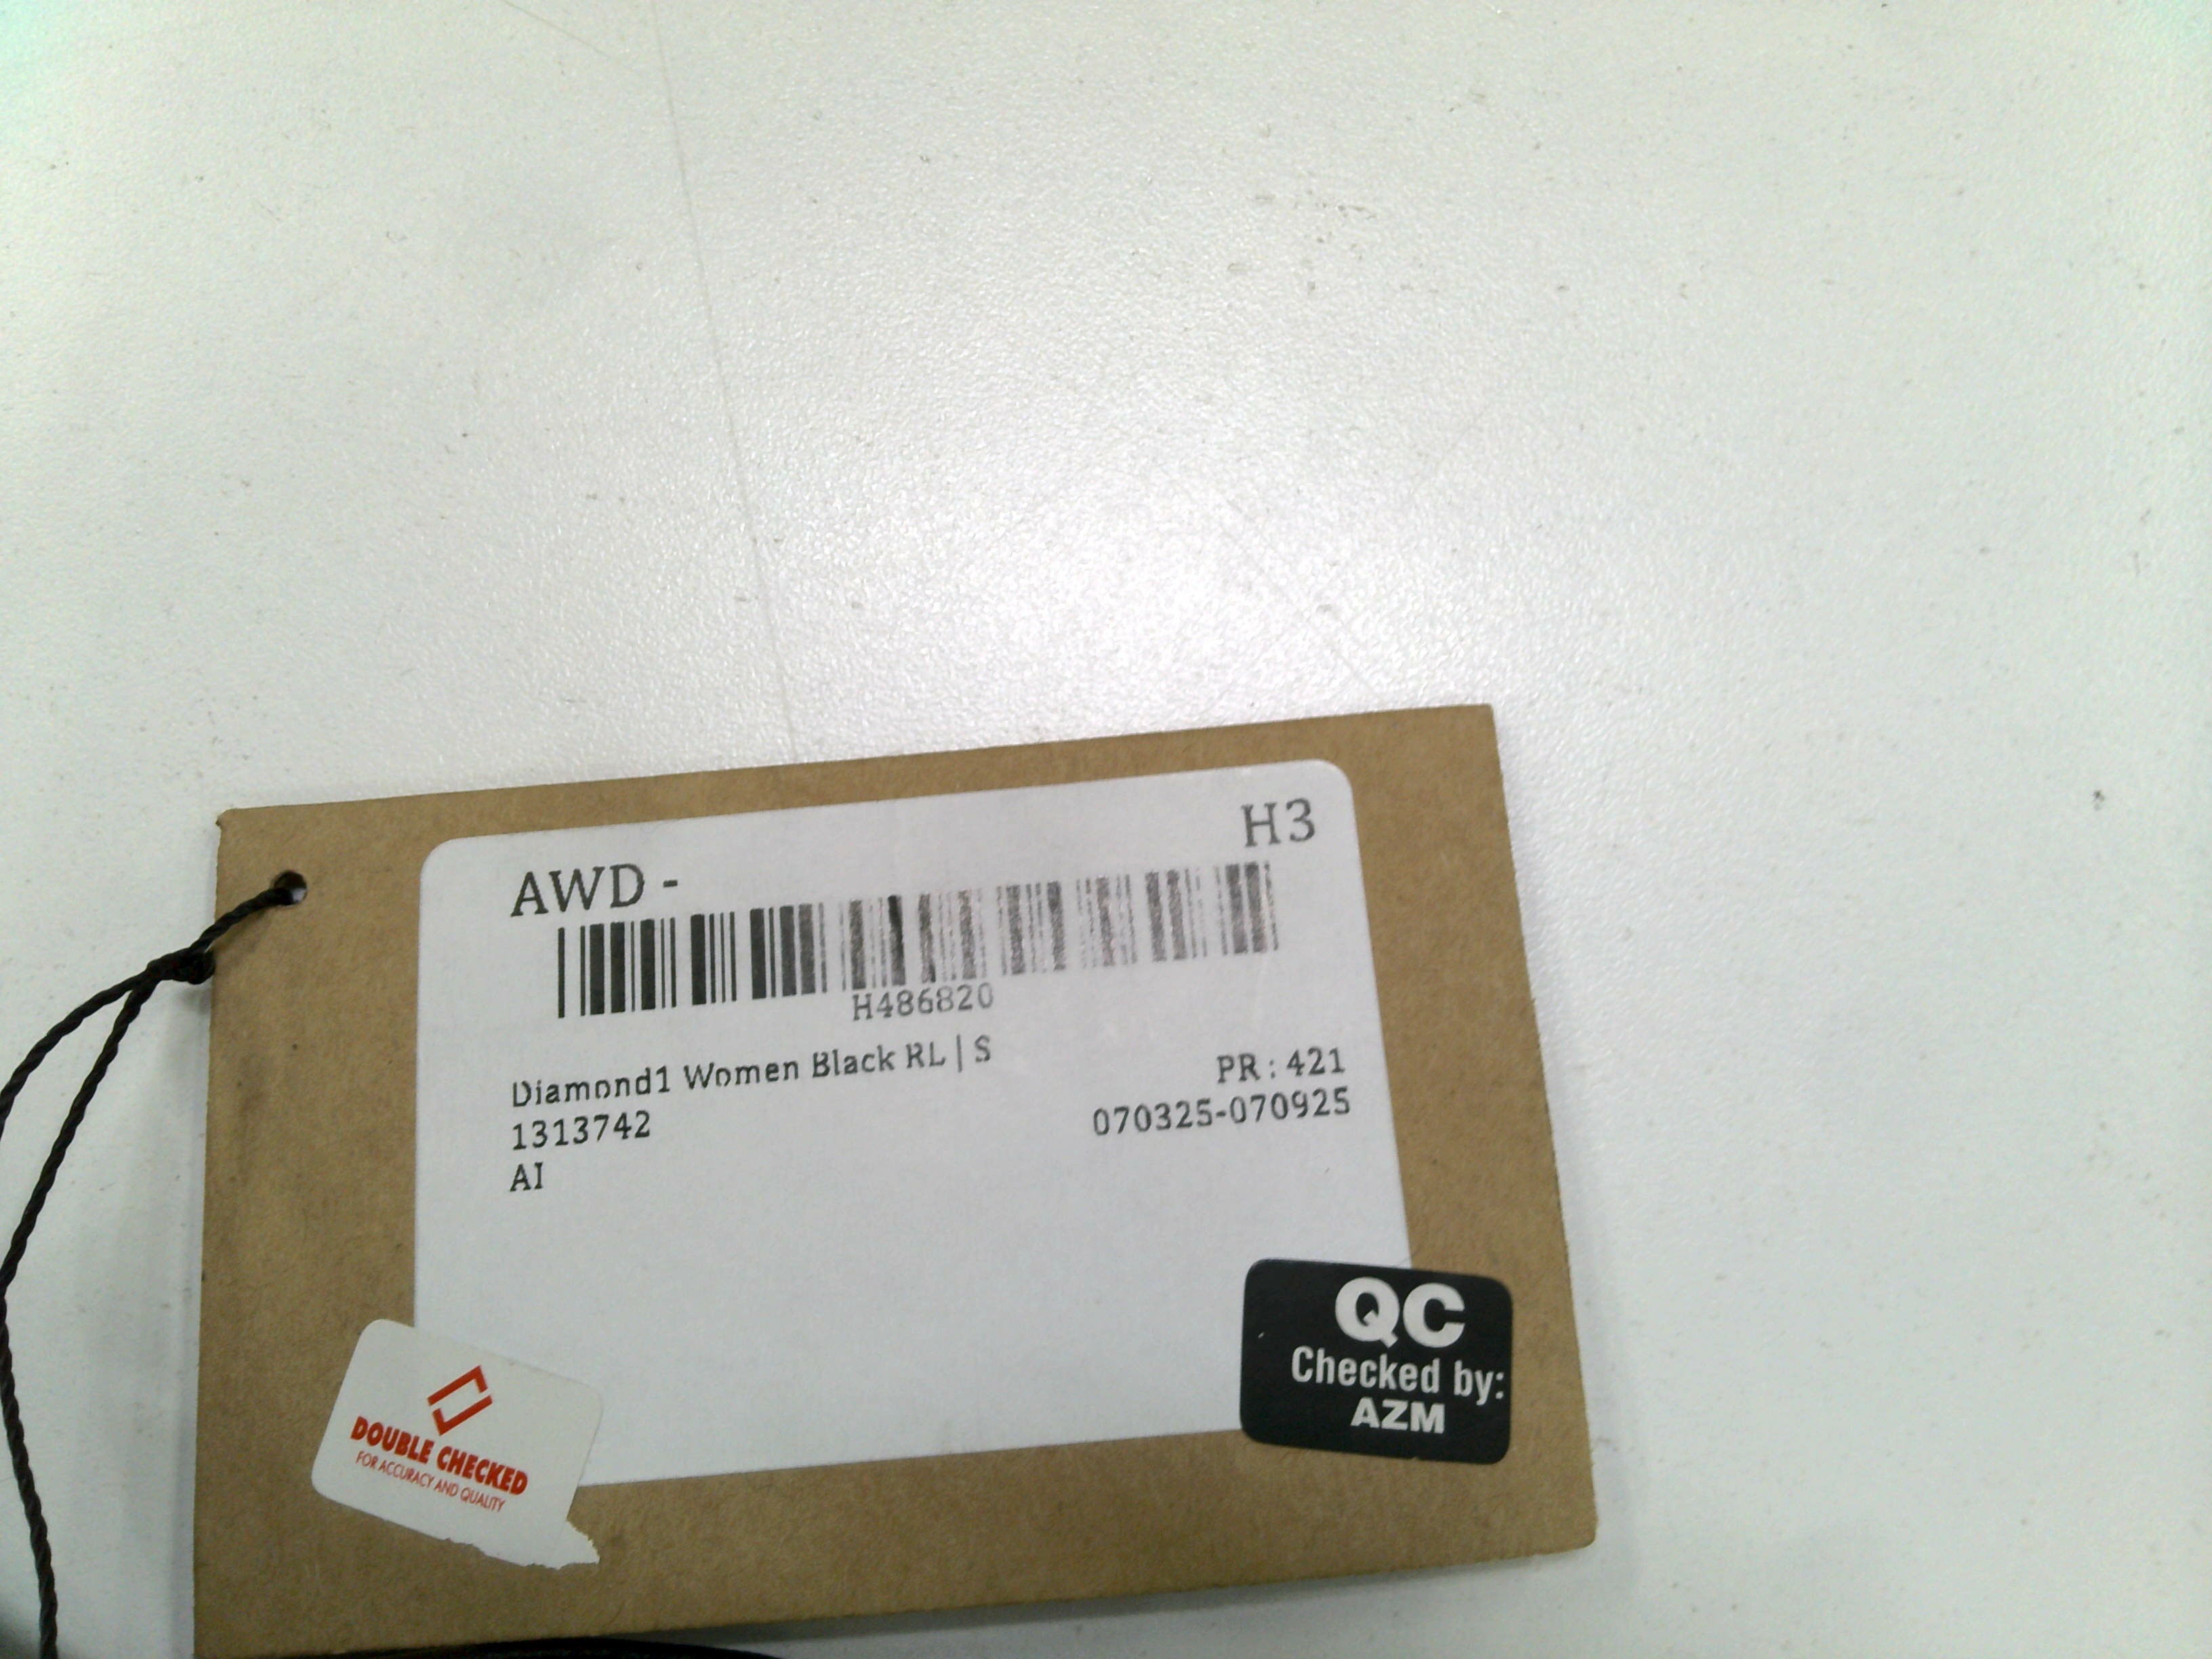 H3
AWD -
H486820
Diamond1 Women Black RL | S
PR : 421
1313742
070325-070925
AI
QC
Checked by:
AZM
DOUBLE CHECKED
FOR ACCURACY AND QUALITY